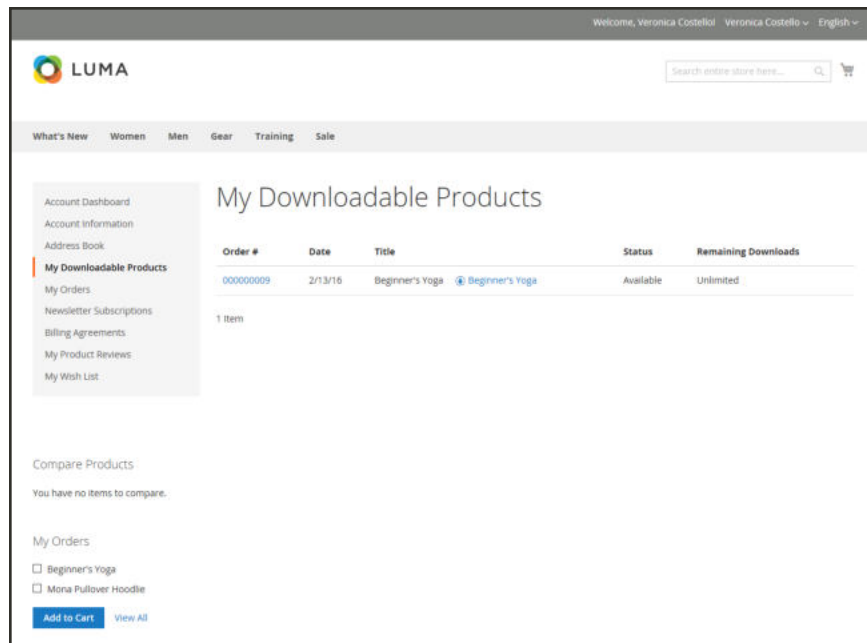 Welcome, Veronica Costello! Veronica Costello English
LUMA
Search entire store here...
What's New Women Men Gear Training Sale
My Downloadable Products
Account Dashboard
Account Information
Address Book
My Downloadable Products
My Orders
Newsletter Subscriptions
Billing Agreements
My Product Reviews
My Wish List
Order # Date Title Status Remaining Downloads
000000009 2/13/16 Beginner's Yoga Beginner's Yoga Available Unlimited
1 Item
Compare Products
You have no items to compare.
My Orders
Beginner's Yoga
Mona Pullover Hoodlie
Add to Cart View All